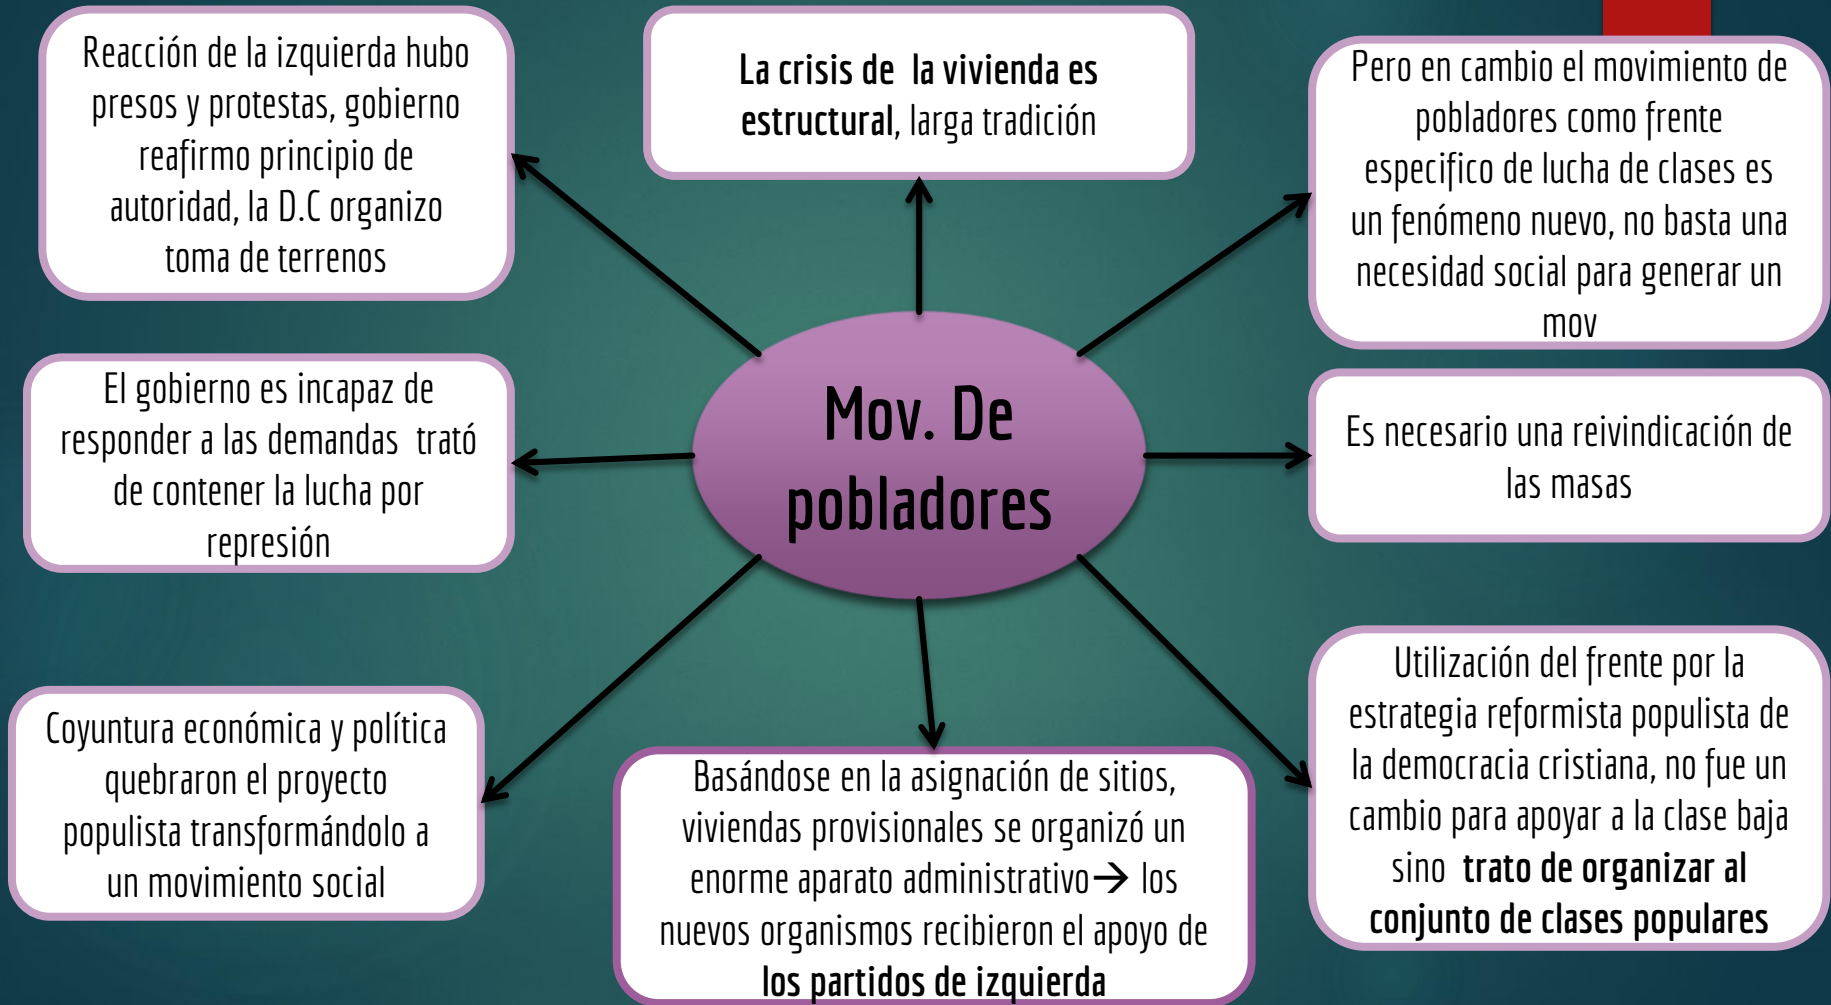 Reacción de la izquierda hubo
presos y protestas, gobierno
reafirmo principio de
autoridad, la D.C organizo
toma de terrenos
La crisis de la vivienda es
estructural, larga tradición
Pero en cambio el movimiento de
pobladores como frente
especifico de lucha de clases es
un fenómeno nuevo, no basta una
necesidad social para generar un
mov
El gobierno es incapaz de
responder a las demandas trató
de contener la lucha por
represión
Mov. De
pobladores
Es necesario una reivindicación de
las masas
Coyuntura económica y política
quebraron el proyecto
populista transformándolo a
un movimiento social
Basándose en la asignación de sitios,
viviendas provisionales se organizó un
enorme aparato administrativo→ los
nuevos organismos recibieron el apoyo de
los partidos de izquierda
Utilización del frente por la
estrategia reformista populista de
la democracia cristiana, no fue un
cambio para apoyar a la clase baja
sino trato de organizar al
conjunto de clases populares